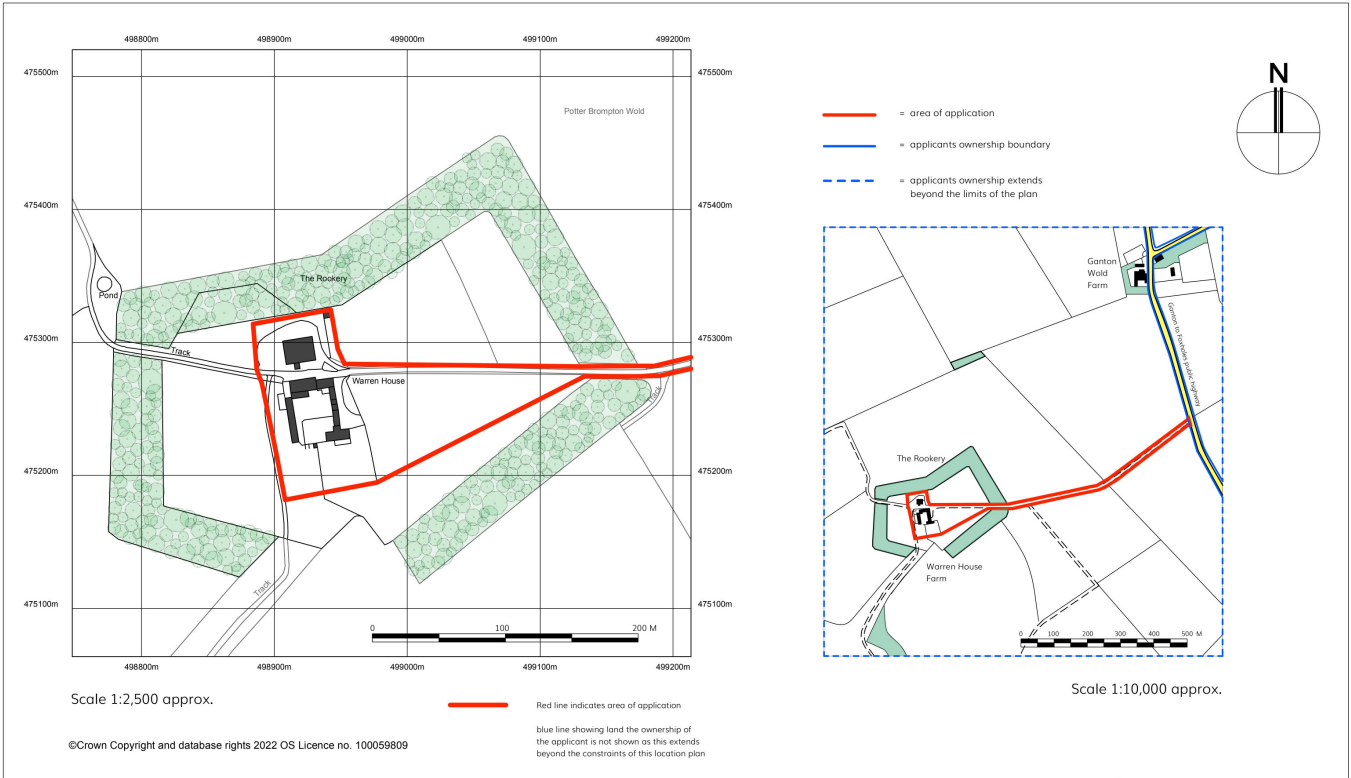 498800m
498900m
499000m
499100m
499200m
475500m
475500m
Potter Brompton Wold
475400m
475400m
The Rookery
Pond
475300m
475300m
Track
Warren House
Track
475200m
475200m
Track
475100m
475100m
0
100
200 M
498800m
498900m
499000m
499100m
499200m
Scale 1:2,500 approx.
Red line indicates area of application
blue line showing land the ownership of
the applicant is not shown as this extends
beyond the constraints of this location plan
©Crown Copyright and database rights 2022 OS Licence no. 100059809
N
= area of application
= applicants ownership boundary
= applicants ownership extends
beyond the limits of the plan
Ganton
Wold
Farm
Ganton to Foxholes public highway
The Rookery
Warren House
Farm
0
100
200
300
400
500 M
Scale 1:10,000 approx.